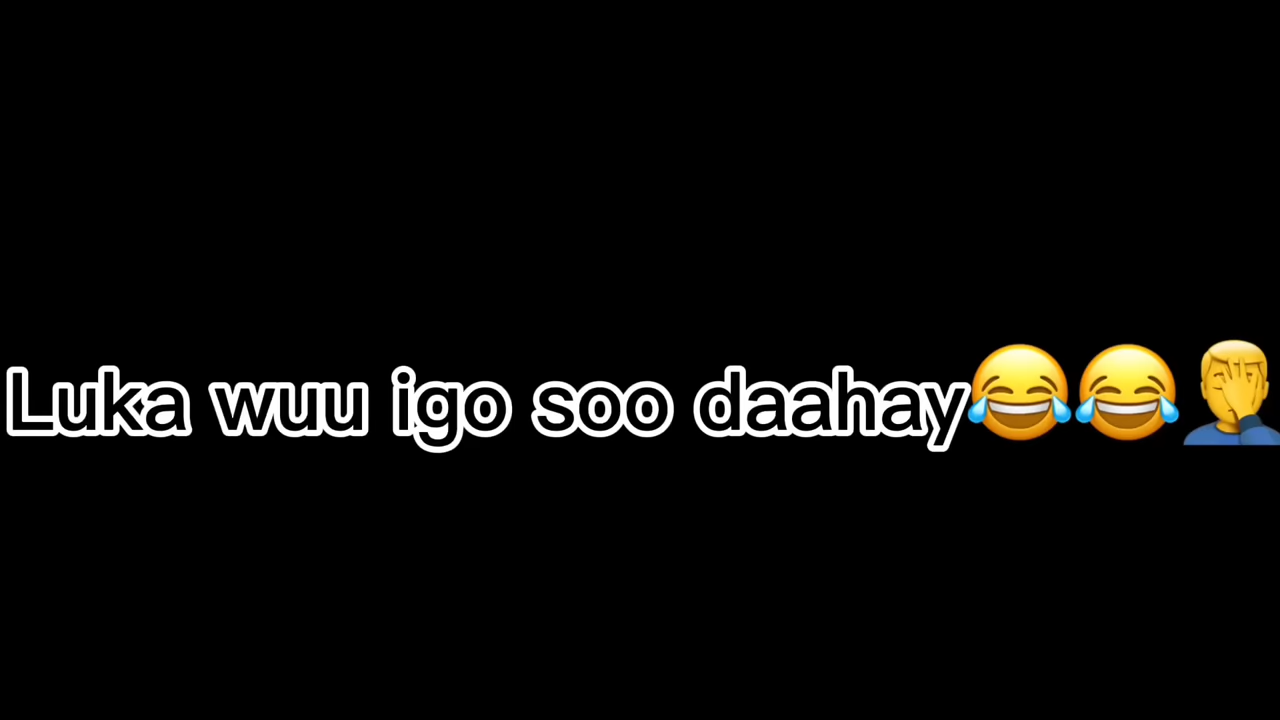 Luka wuu igo soo daahay😂😂🤦‍♂️